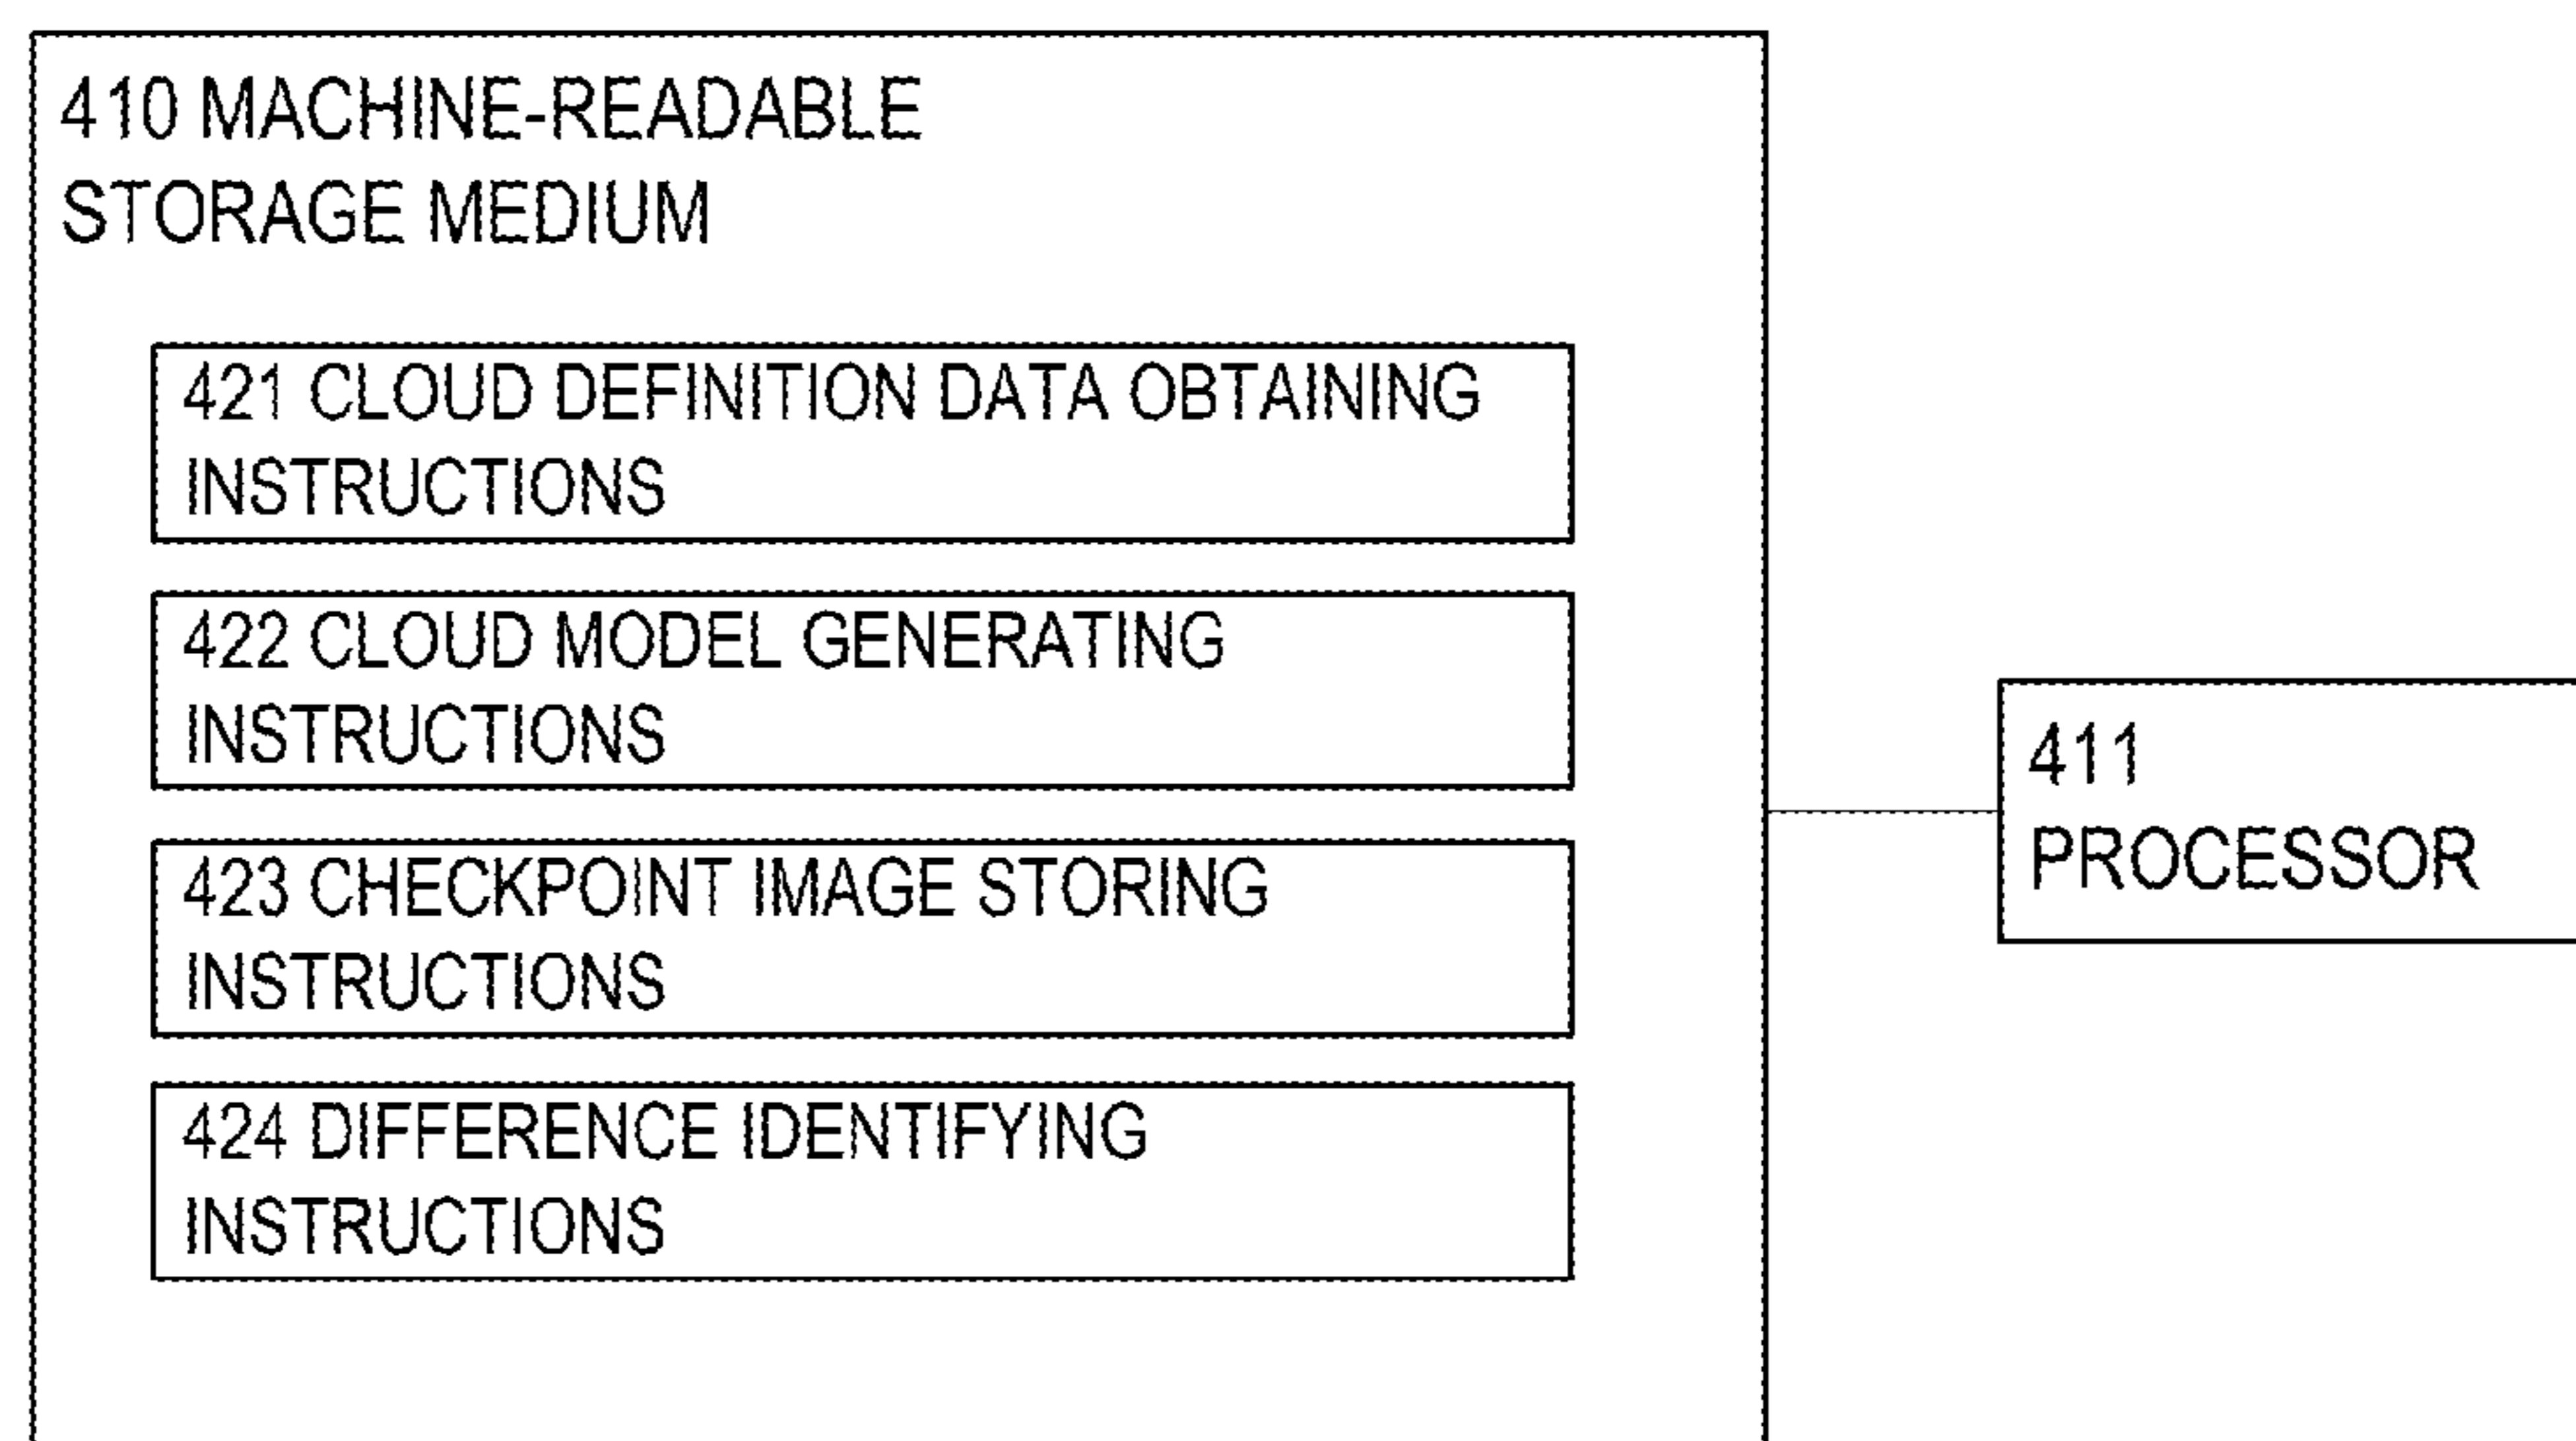 410 MACHINE-READABLE
STORAGE MEDIUM
421 CLOUD DEFINITION DATA OBTAINING
INSTRUCTIONS
422 CLOUD MODEL GENERATING
INSTRUCTIONS
423 CHECKPOINT IMAGE STORING
INSTRUCTIONS
424 DIFFERENCE IDENTIFYING
INSTRUCTIONS
411
PROCESSOR